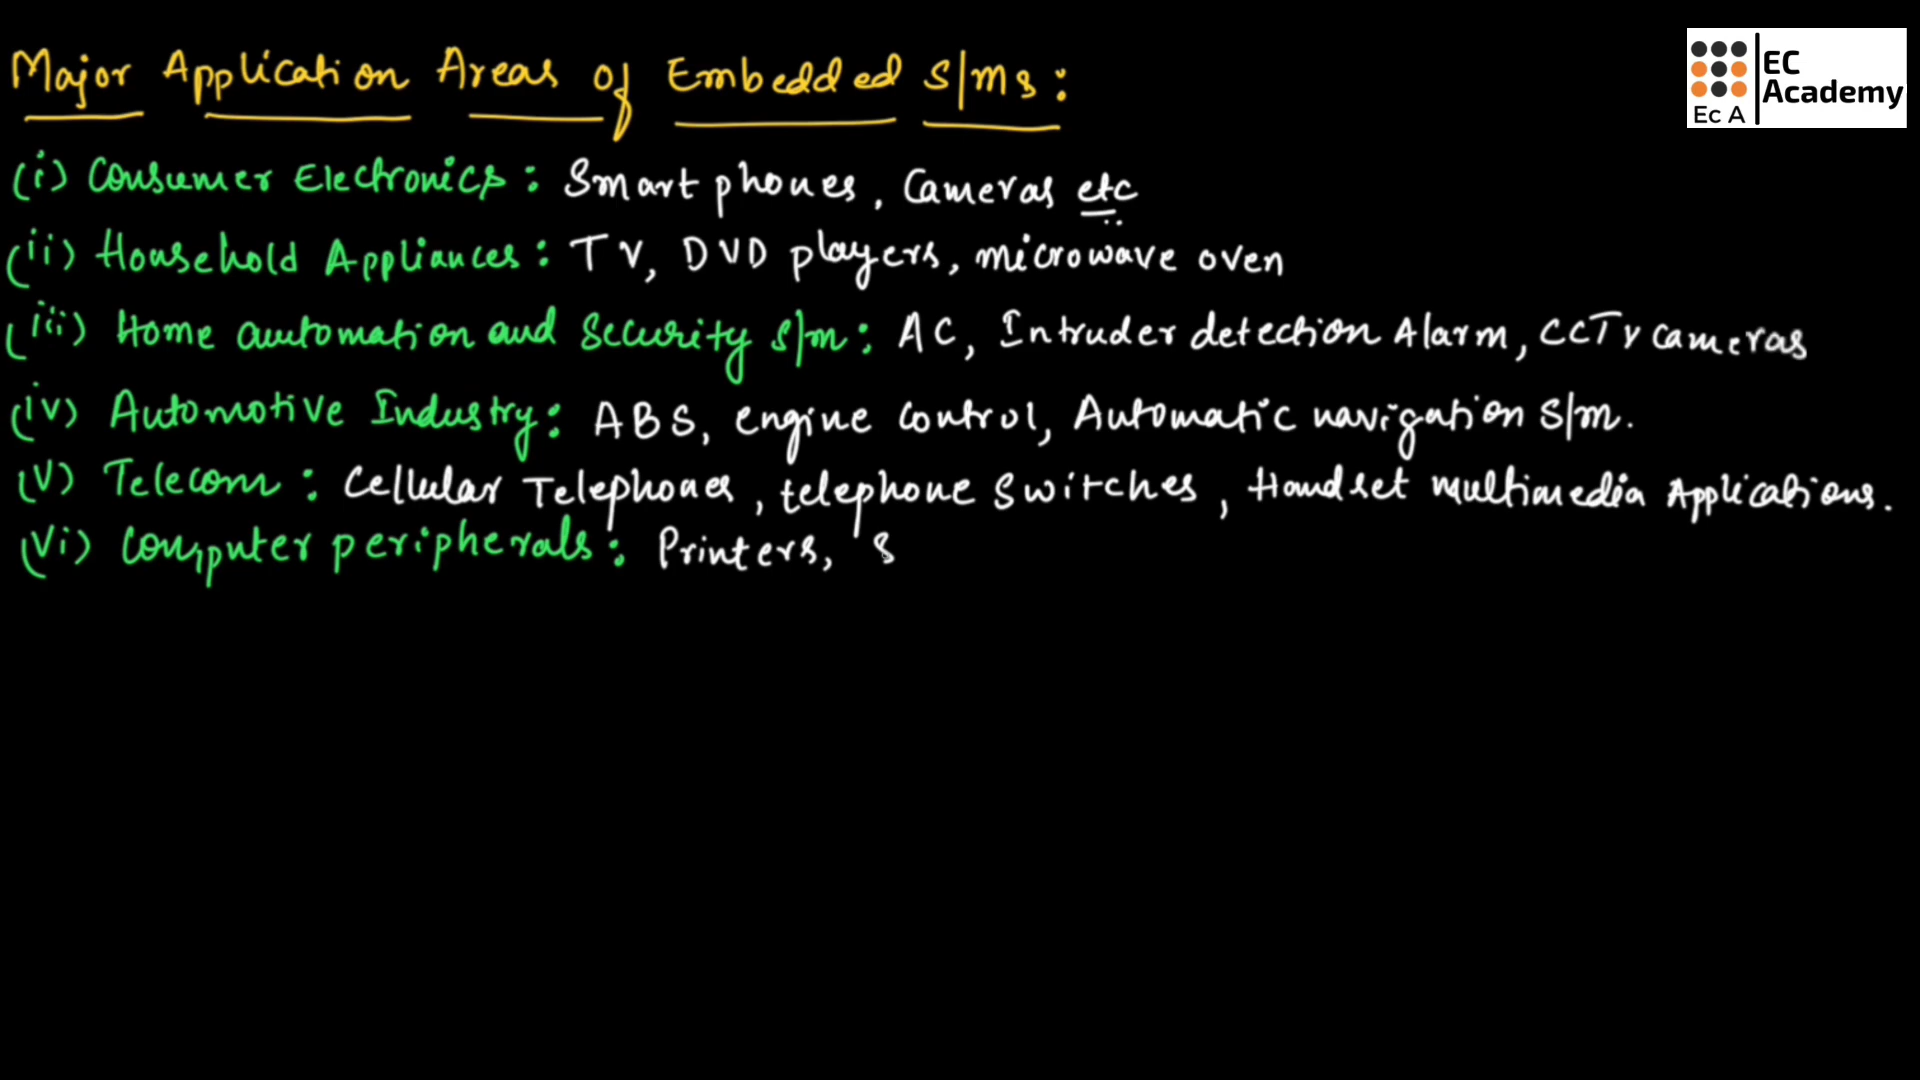 Major Application Areas of Embedded S/ms:
EC
Academy
Ec A
(i) Consumer Electronics: Smart phones, Cameras etc
(ii) Household Appliances: TV, DVD players, microwave oven
(iii) Home automation and Security s/m: AC, Intruder detection Alarm, CCTV cameras
(iv) Automotive Industry: ABS, engine control, Automatic navigation S/m.
(V) Telecom: Cellular Telephones, telephone Switches, Handset multimedia Applications.
(Vi) Computer peripherals: Printers, S